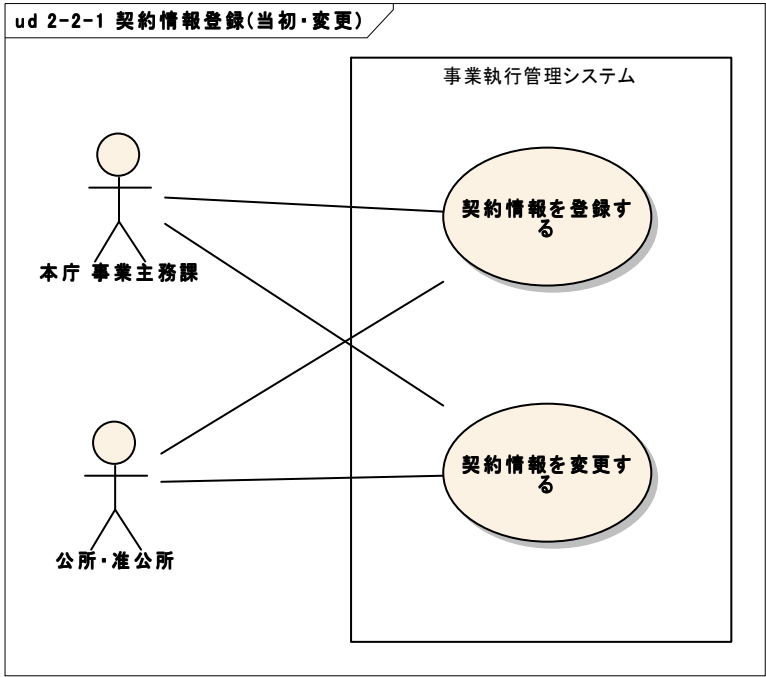 ud 2-2-1 契約情報登録(当初・変更)
事業執行管理システム
契約情報を登録す
る
本庁 事業主務課
契約情報を変更す
る
公所・准公所